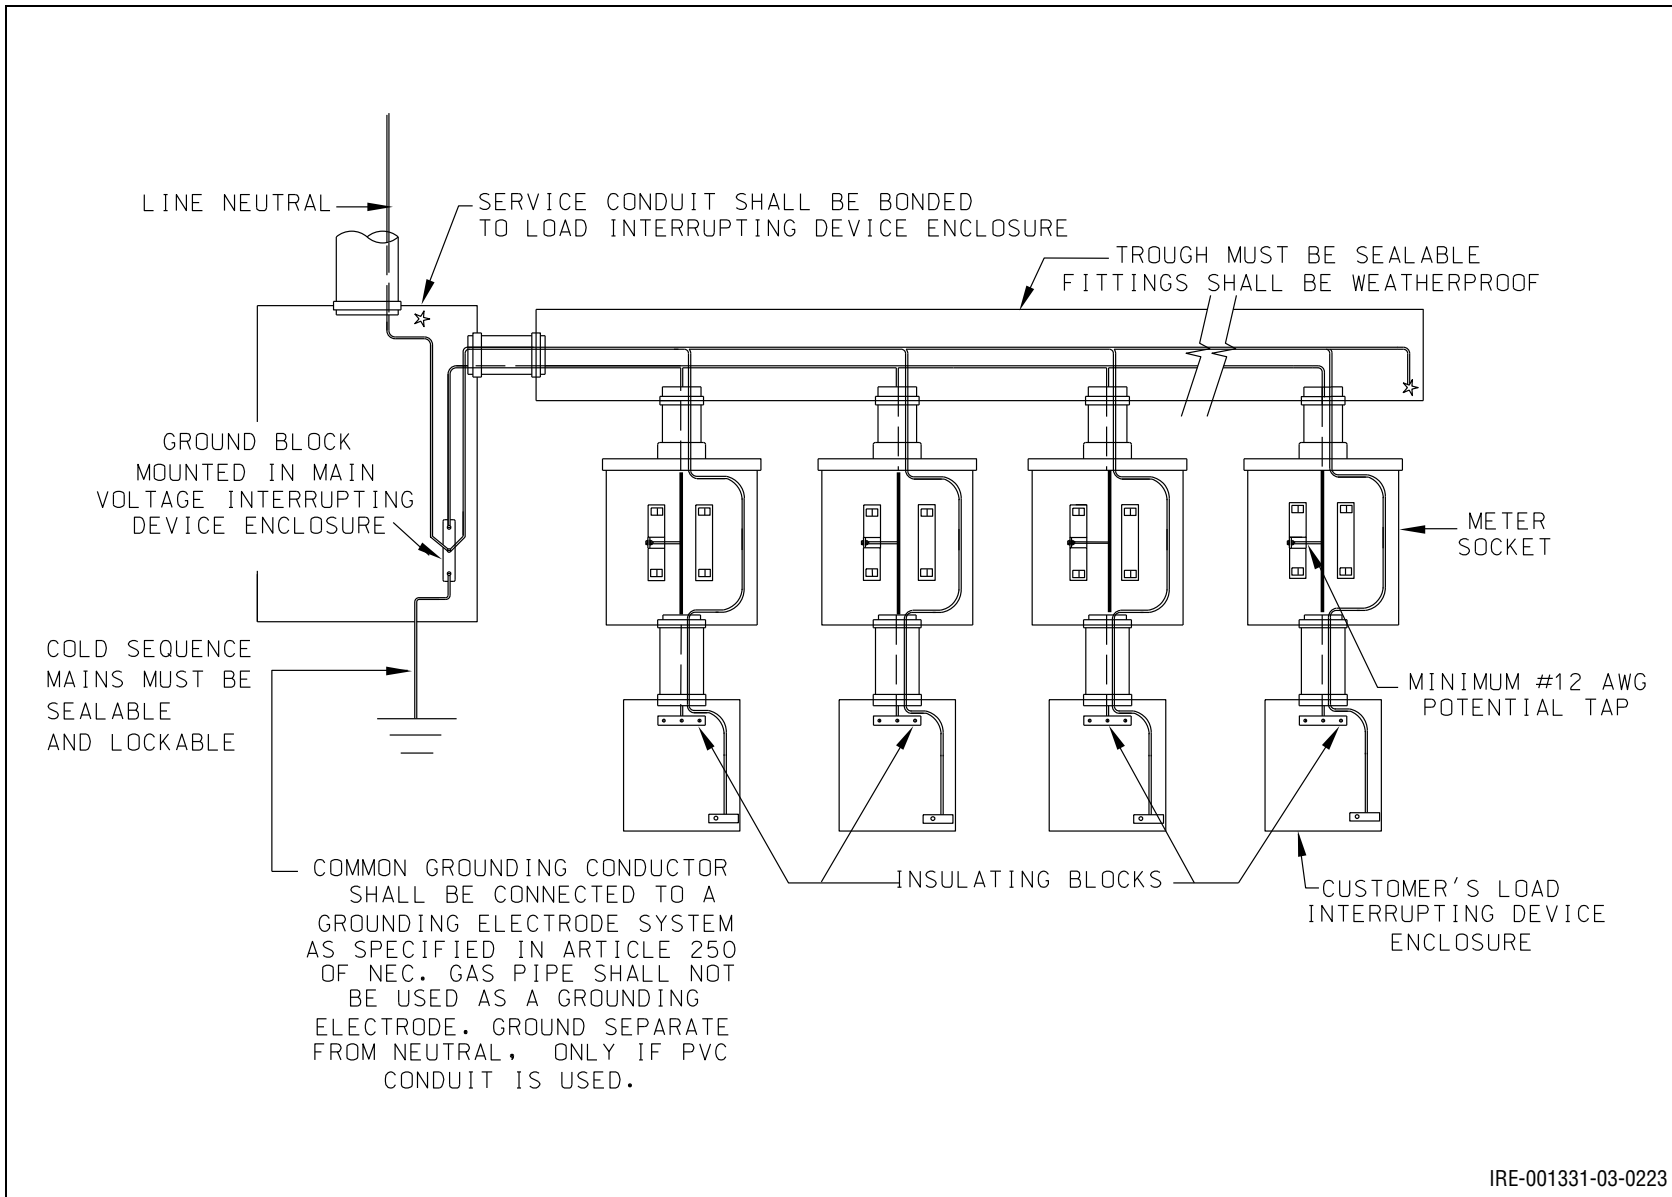 LINE NEUTRAL
SERVICE CONDUIT SHALL BE BONDED
TO LOAD INTERRUPTING DEVICE ENCLOSURE
TROUGH MUST BE SEALABLE
FITTINGS SHALL BE WEATHERPROOF
GROUND BLOCK
MOUNTED IN MAIN
VOLTAGE INTERRUPTING
DEVICE ENCLOSURE
METER
SOCKET
COLD SEQUENCE
MAINS MUST BE
SEALABLE
AND LOCKABLE
MINIMUM #12 AWG
POTENTIAL TAP
COMMON GROUNDING CONDUCTOR
SHALL BE CONNECTED TO A
GROUNDING ELECTRODE SYSTEM
AS SPECIFIED IN ARTICLE 250
OF NEC. GAS PIPE SHALL NOT
BE USED AS A GROUNDING
ELECTRODE. GROUND SEPARATE
FROM NEUTRAL, ONLY IF PVC
CONDUIT IS USED.
INSULATING BLOCKS
CUSTOMER'S LOAD
INTERRUPTING DEVICE
ENCLOSURE
IRE-001331-03-0223